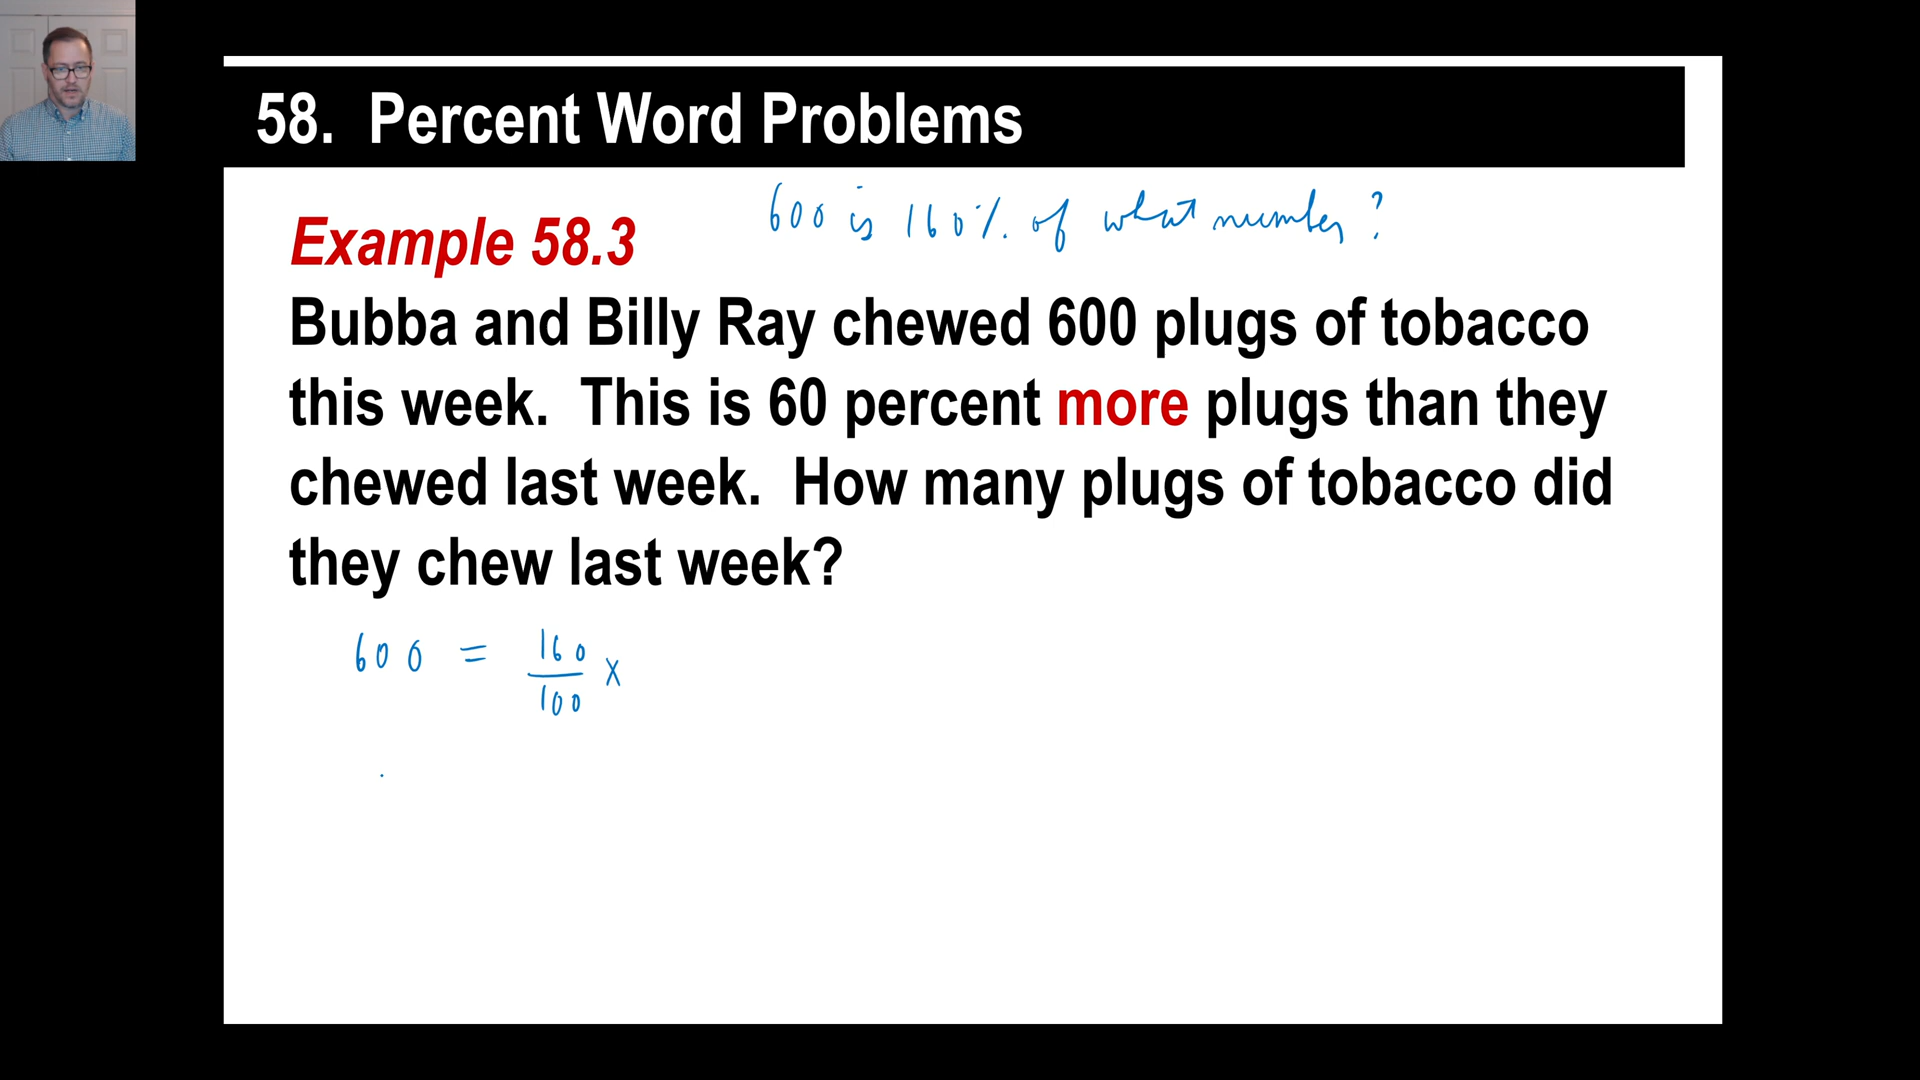 58. Percent Word Problems
600 is 160% of what number?
Example 58.3
Bubba and Billy Ray chewed 600 plugs of tobacco
this week. This is 60 percent more plugs than they
chewed last week. How many plugs of tobacco did
they chew last week?
600 = 160/100 x